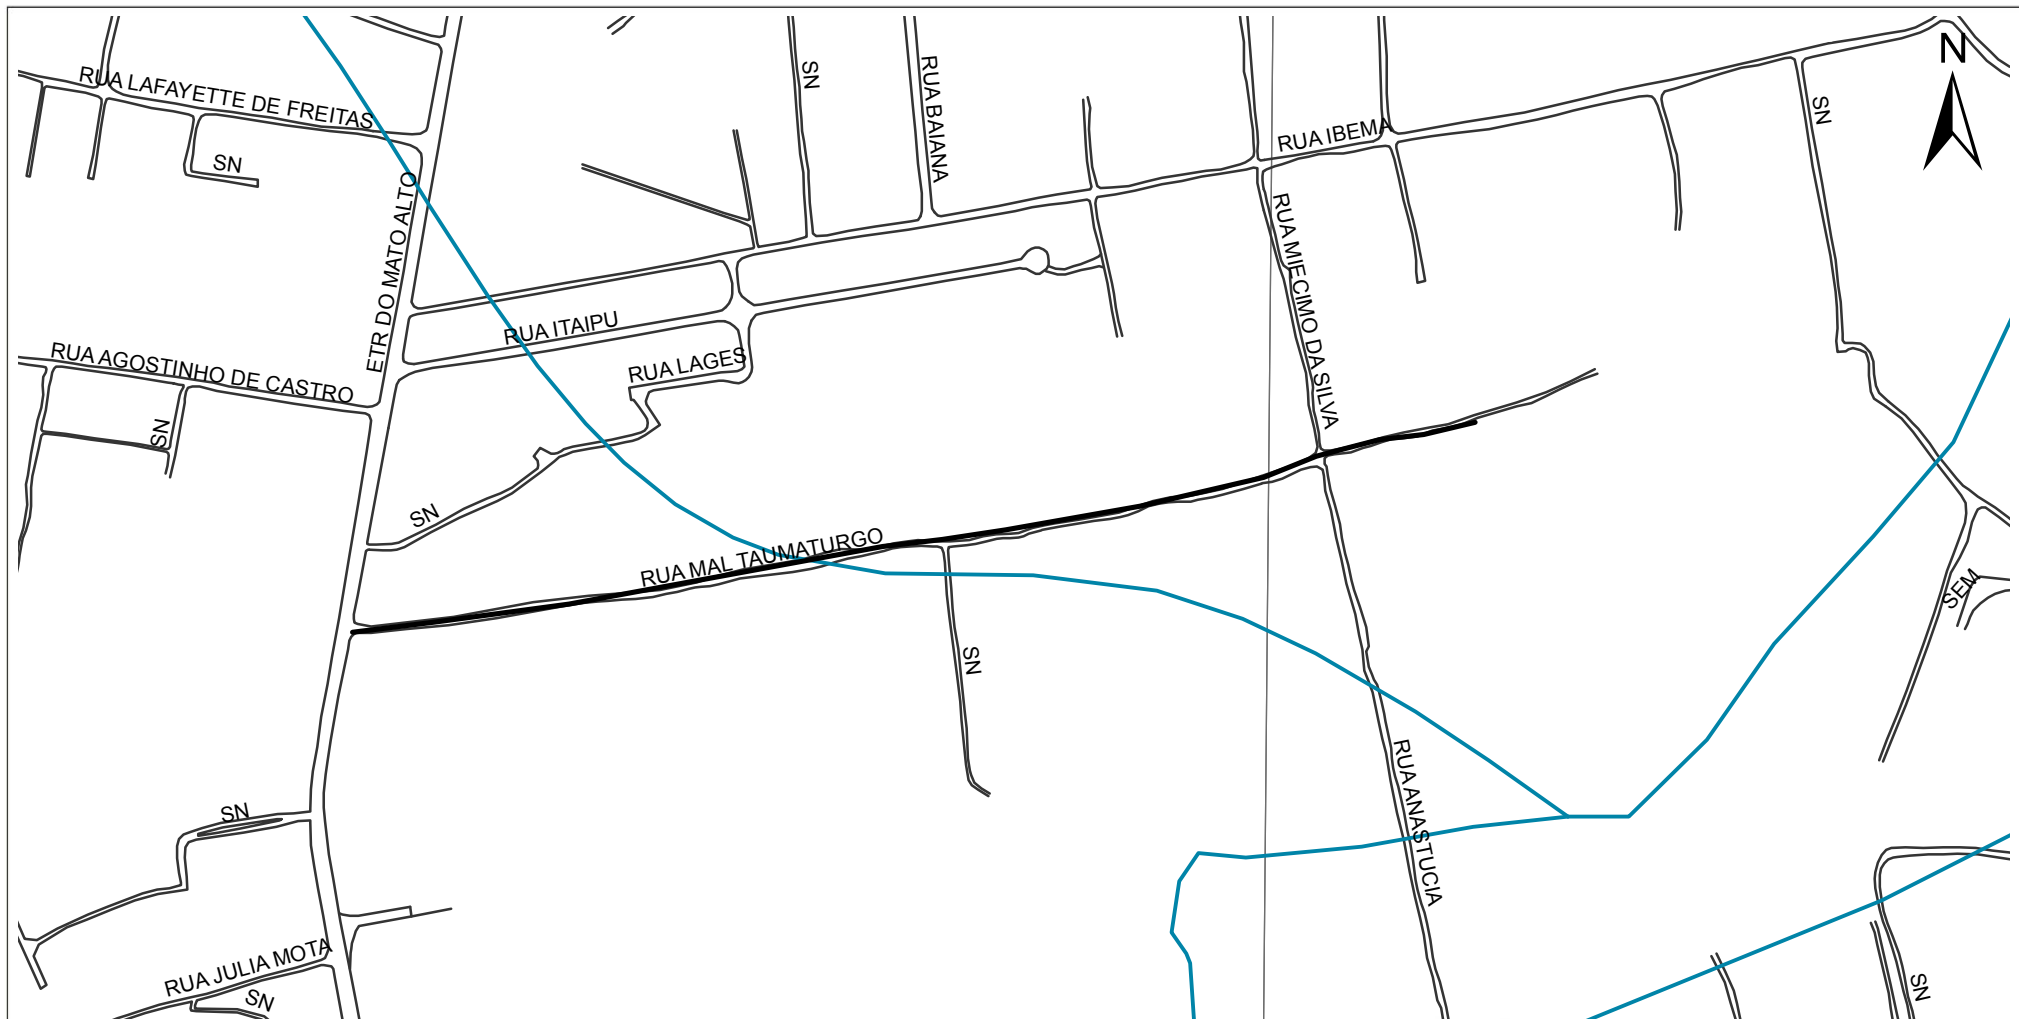 N
RUA LAFAYETTE DE FREITAS
SN
RUA BAIANA
SN
RUA IBEMA
SN
ETR DO MATO ALTO
RUA MIECIMO DA SILVA
RUA ITAIPU
RUA LAGES
RUA AGOSTINHO DE CASTRO
SN
SN
RUA MAL TAUMATURGO
SEM
SN
RUA ANASTUCIA
SN
RUA JULIA MOTA
SN
SN